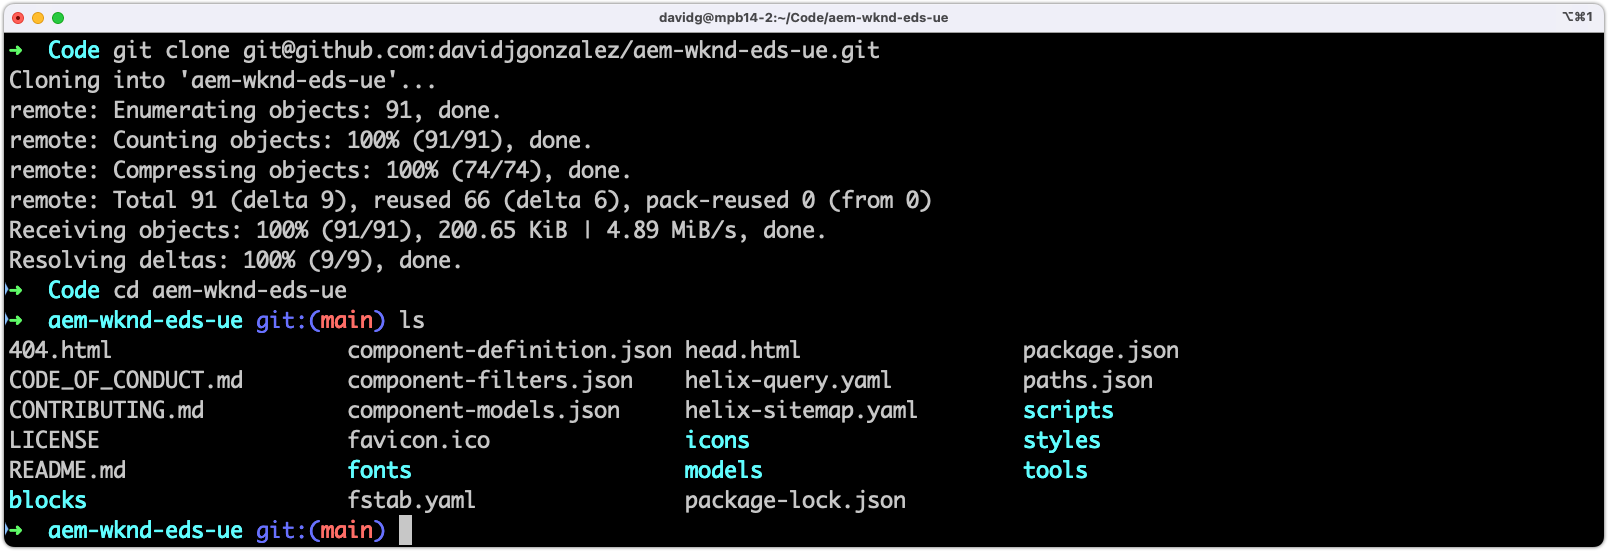 davidg@mpb14-2:~/Code/aem-wknd-eds-ue ⌥⌘1
➜  Code git clone git@github.com:davidjgonzalez/aem-wknd-eds-ue.git
Cloning into 'aem-wknd-eds-ue'...
remote: Enumerating objects: 91, done.
remote: Counting objects: 100% (91/91), done.
remote: Compressing objects: 100% (74/74), done.
remote: Total 91 (delta 9), reused 66 (delta 6), pack-reused 0 (from 0)
Receiving objects: 100% (91/91), 200.65 KiB | 4.89 MiB/s, done.
Resolving deltas: 100% (9/9), done.
➜  Code cd aem-wknd-eds-ue
➜  aem-wknd-eds-ue git:(main) ls
404.html                  component-definition.json head.html                 package.json
CODE_OF_CONDUCT.md        component-filters.json    helix-query.yaml          paths.json
CONTRIBUTING.md           component-models.json     helix-sitemap.yaml        scripts
LICENSE                   favicon.ico               icons                     styles
README.md                 fonts                     models                    tools
blocks                    fstab.yaml                package-lock.json
➜  aem-wknd-eds-ue git:(main)